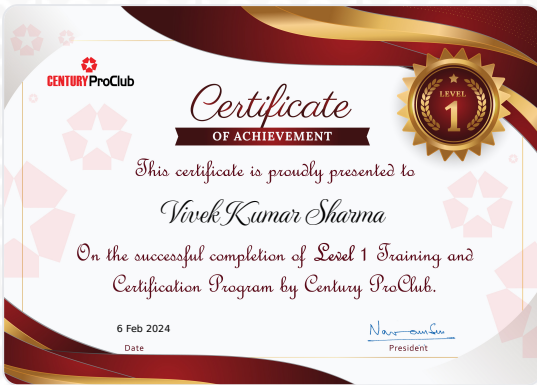 CENTURY ProClub
Certificate
OF ACHIEVEMENT
LEVEL
1
This certificate is proudly presented to
Vivek Kumar Sharma
On the successful completion of Level 1 Training and
Certification Program by Century ProClub.
6 Feb 2024
Date
President